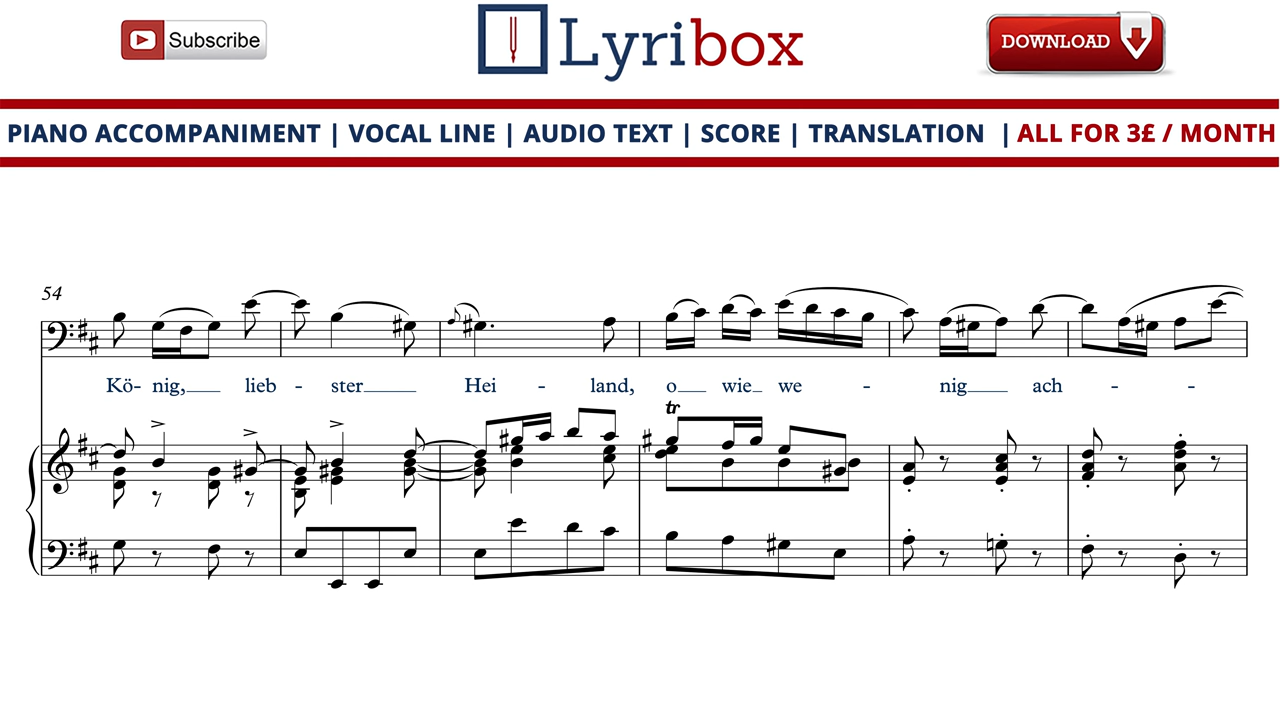 Subscribe
Lyribox
DOWNLOAD
PIANO ACCOMPANIMENT | VOCAL LINE | AUDIO TEXT | SCORE | TRANSLATION | ALL FOR 3£ / MONTH
54
Kö- nig, lieb - ster Hei - land, o wie we - nig ach - -
tr